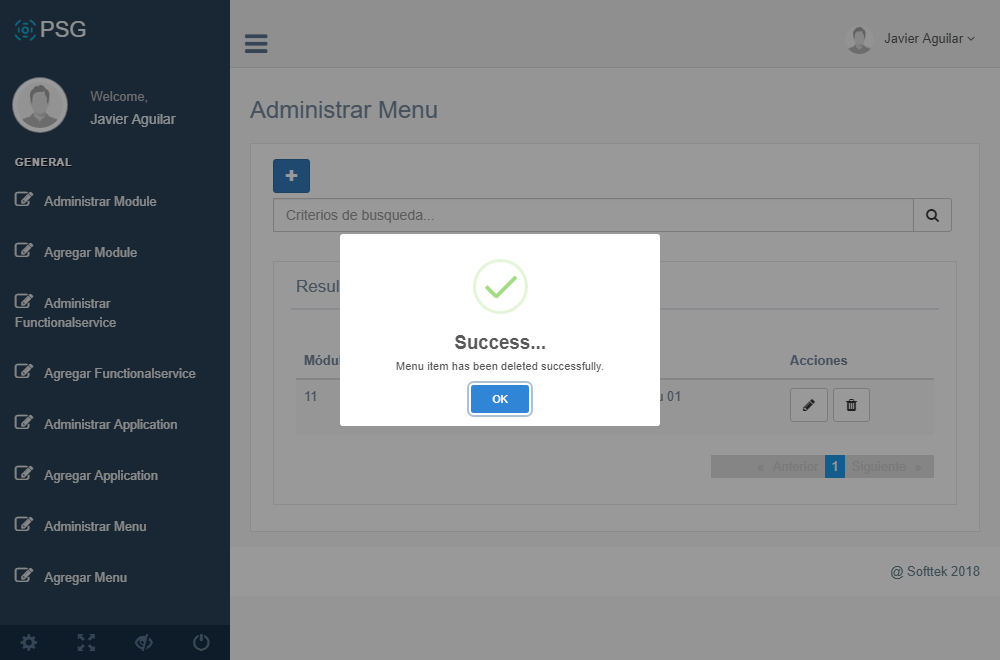 PSG
Welcome,
Javier Aguilar
GENERAL
Administrar Module
Agregar Module
Administrar
Functionalservice
Agregar Functionalservice
Administrar Application
Agregar Application
Administrar Menu
Agregar Menu
Javier Aguilar
Administrar Menu
Criterios de busqueda...
Success...
Menu item has been deleted successfully.
OK
Acciones
11
01
« Anterior 1 Siguiente »
@ Softtek 2018